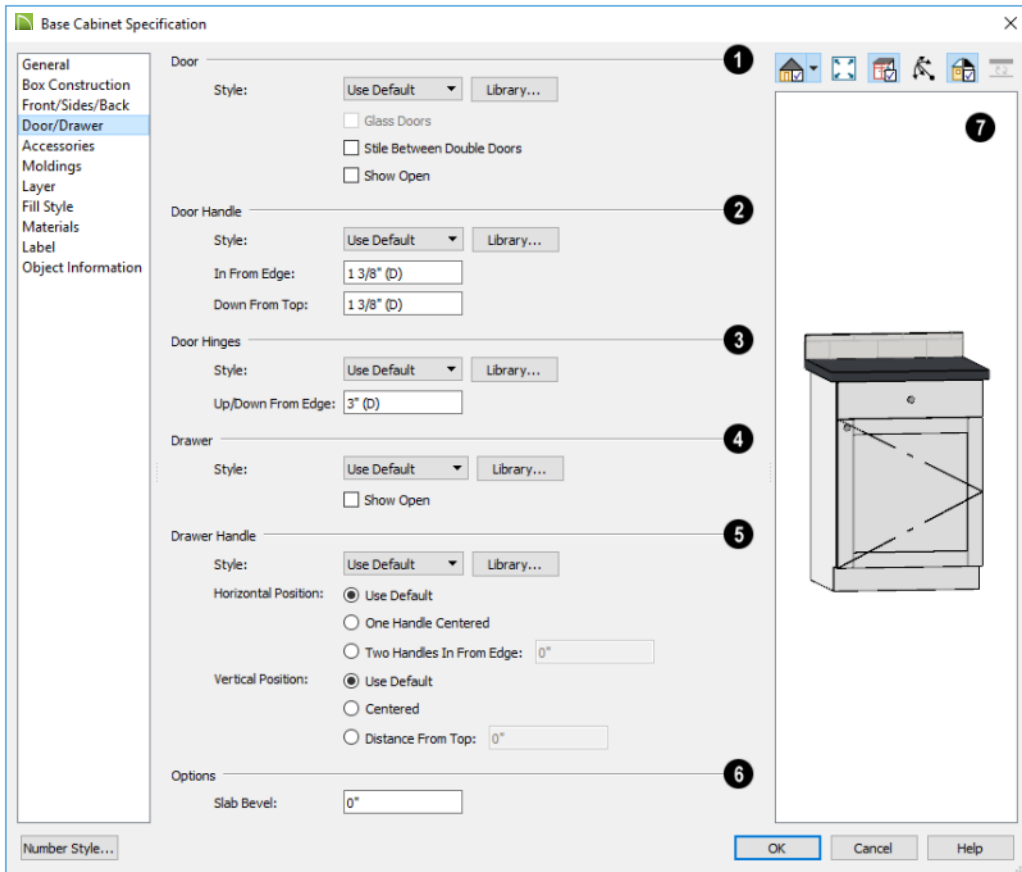 Base Cabinet Specification
General
Box Construction
Front/Sides/Back
Door/Drawer
Accessories
Moldings
Layer
Fill Style
Materials
Label
Object Information
Door
1
Style: Use Default Library...
Glass Doors
Stile Between Double Doors
Show Open
Door Handle
2
Style: Use Default Library...
In From Edge: 1 3/8" (D)
Down From Top: 1 3/8" (D)
Door Hinges
3
Style: Use Default Library...
Up/Down From Edge: 3" (D)
Drawer
4
Style: Use Default Library...
Show Open
Drawer Handle
5
Style: Use Default Library...
Horizontal Position: Use Default
One Handle Centered
Two Handles In From Edge: 0"
Vertical Position: Use Default
Centered
Distance From Top: 0"
Options
6
Slab Bevel: 0"
7
Number Style... OK Cancel Help